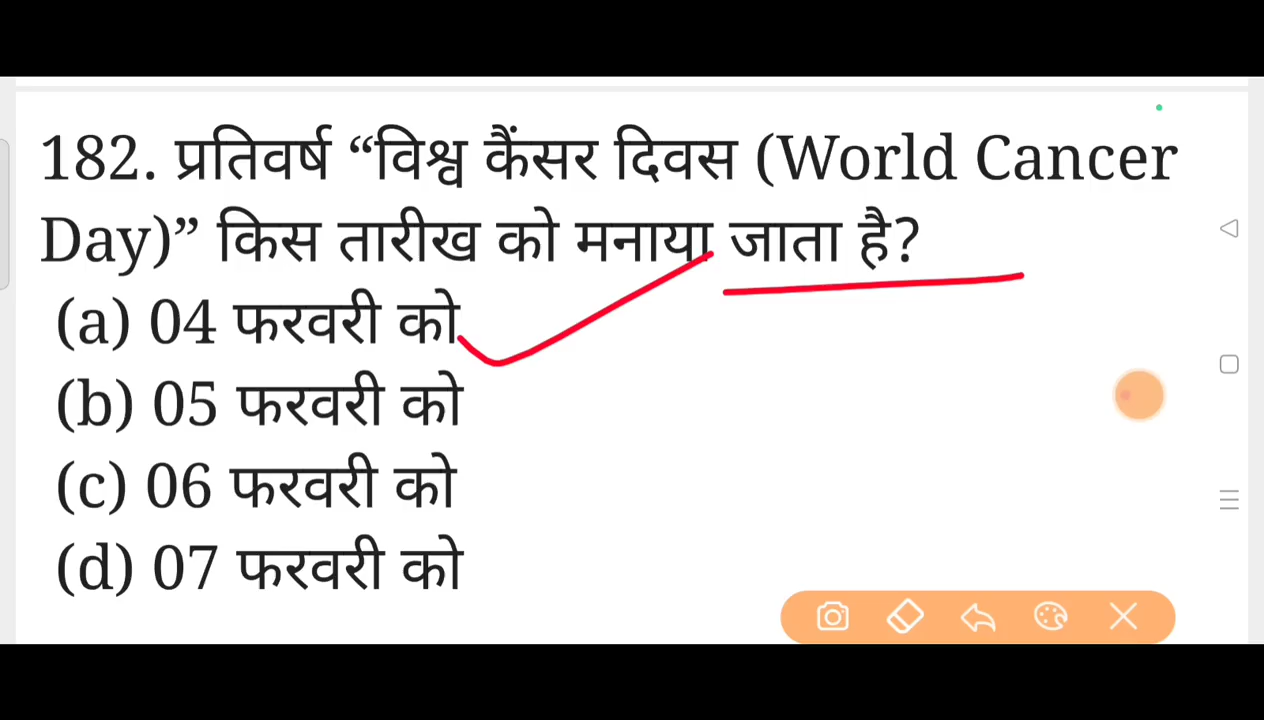 182. प्रतिवर्ष “विश्व कैंसर दिवस (World Cancer
Day)” किस तारीख को मनाया जाता है?
(a) 04 फरवरी को
(b) 05 फरवरी को
(c) 06 फरवरी को
(d) 07 फरवरी को